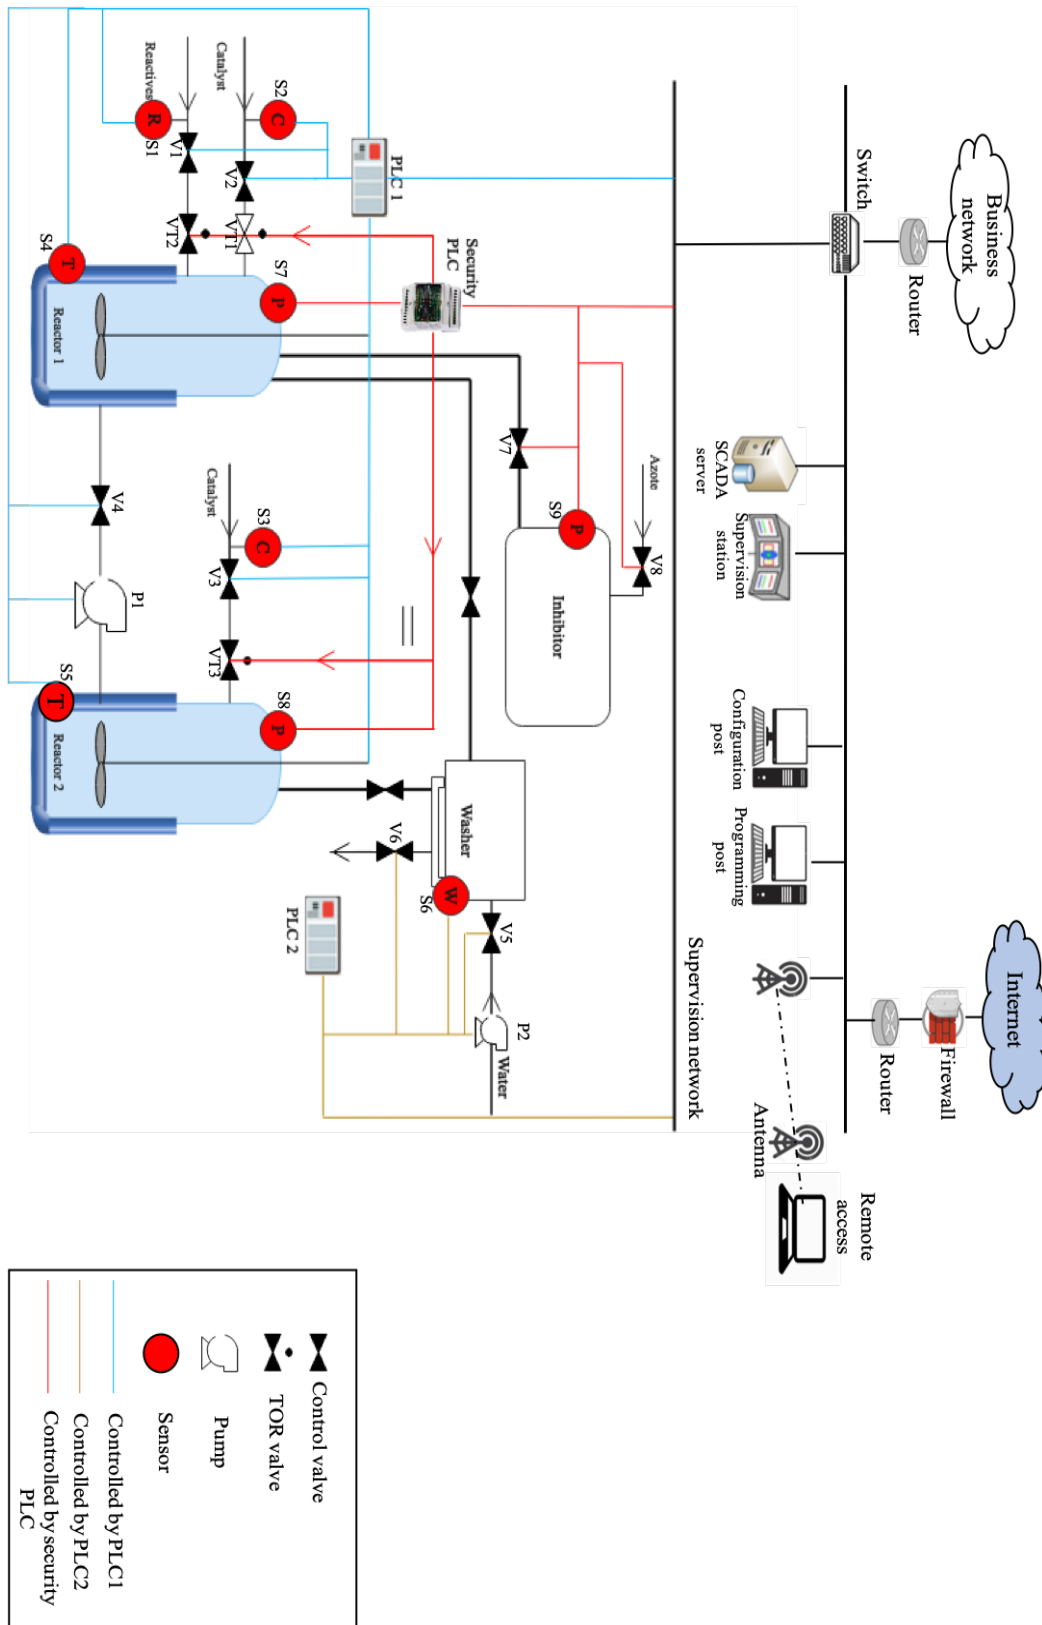 Business
network
Router
Switch
Internet
Firewall
Router
SCADA
server
Supervision
station
Configuration
post
Programming
post
Antenna
Remote
access
Supervision network
Reactives
Catalyst
S2
C
R
S1
V1
V2
PLC 1
VT2
VT1
Security
PLC
S4
T
S7
P
Reactor 1
V7
Azote
S9
P
V8
Inhibitor
V4
Catalyst
S3
C
V3
P1
VT3
S5
T
S8
P
Reactor 2
Washer
V6
W
S6
V5
PLC 2
P2
Water
Control valve
TOR valve
Pump
Sensor
Controlled by PLC1
Controlled by PLC2
Controlled by security
PLC